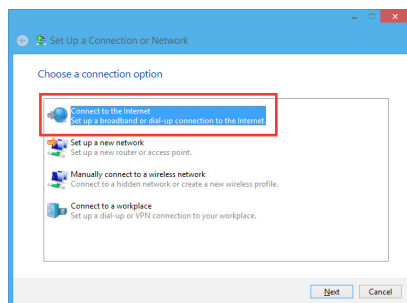 Set Up a Connection or Network
Choose a connection option
Connect to the Internet
Set up a broadband or dial-up connection to the Internet.
Set up a new network
Set up a new router or access point.
Manually connect to a wireless network
Connect to a hidden network or create a new wireless profile.
Connect to a workplace
Set up a dial-up or VPN connection to your workplace.
Next Cancel